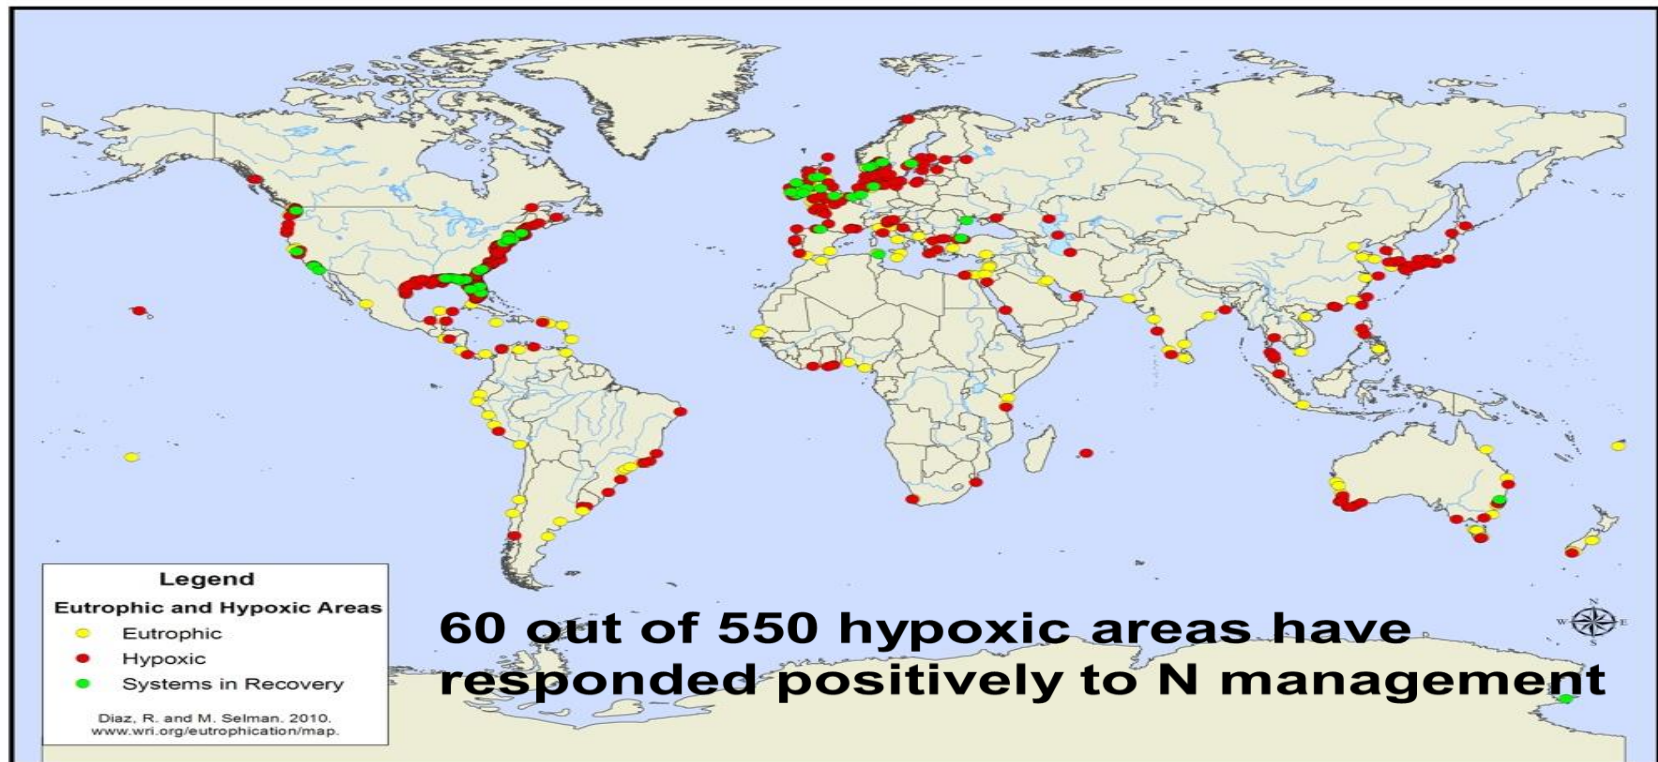 Legend
Eutrophic and Hypoxic Areas
Eutrophic
Hypoxic
Systems in Recovery
Diaz, R. and M. Selman. 2010.
www.wri.org/eutrophication/map.
60 out of 550 hypoxic areas have
responded positively to N management
N
W E
S